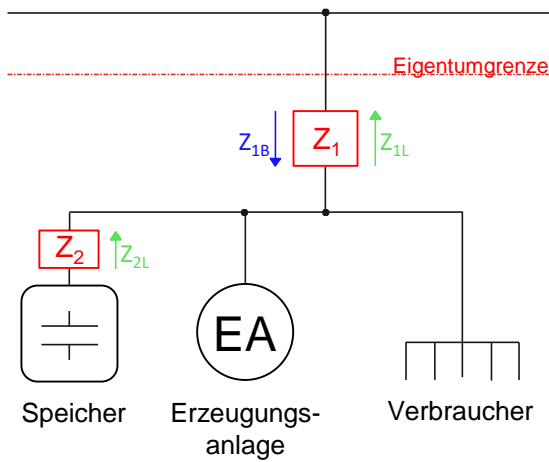 Eigentumgrenze
Z1B
Z1
Z1L
Z2
Z2L
EA
Speicher
Erzeugungs-
anlage
Verbraucher